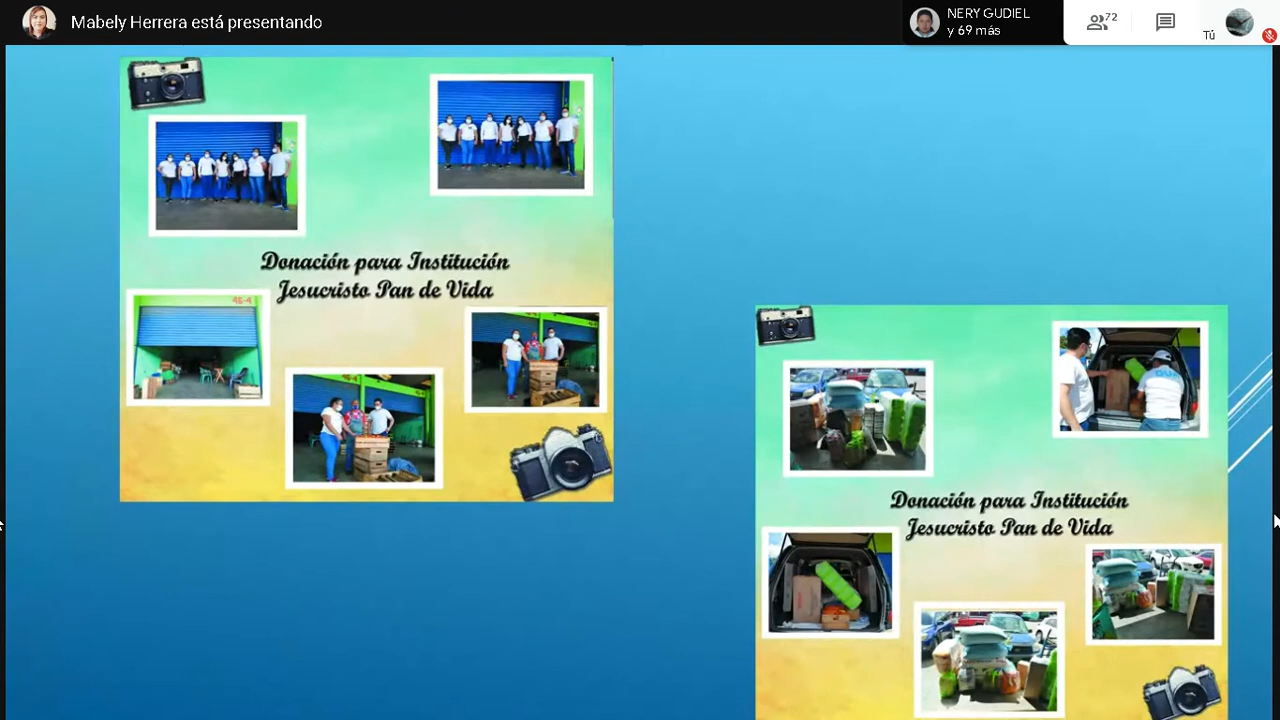 Mabely Herrera está presentando
NERY GUDIEL
y 69 más
72
Tú
Donación para Institución
Jesucristo Pan de Vida
46-4
Donación para Institución
Jesucristo Pan de Vida